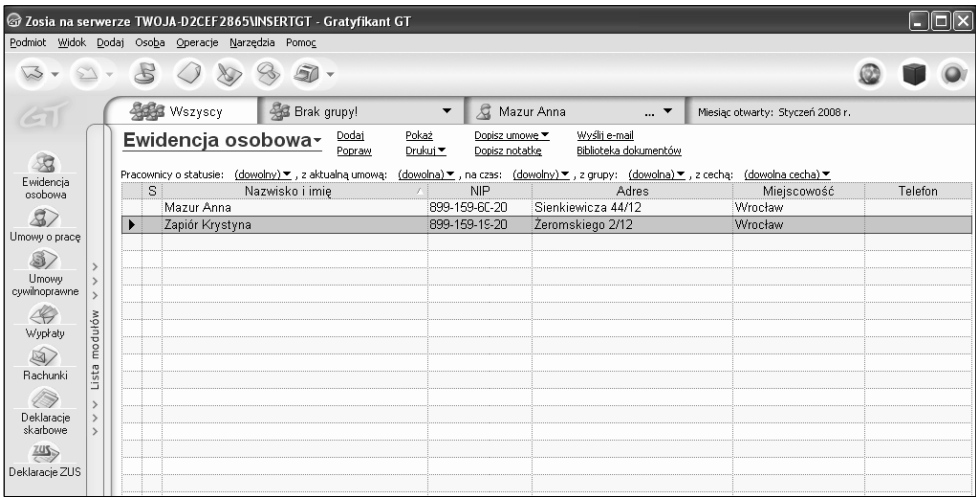 Zosia na serwerze TWOJA-D2CEF2865\INSERTGT - Gratyfikant GT
Podmiot Widok Dodaj Osoba Operacje Narzędzia Pomoc
GT
Wszyscy Brak grupy! Mazur Anna ... Miesiąc otwarty: Styczeń 2008 r.
Ewidencja osobowa Dodaj Pokaż Dopisz umowę Wyślij e-mail
Popraw Drukuj Dopisz notatkę Biblioteka dokumentów
Pracownicy o statusie: (dowolny) , z aktualną umową: (dowolna) , na czas: (dowolny) , z grupy: (dowolna) , z cechą: (dowolna cecha)
S Nazwisko i imię NIP Adres Miejscowość Telefon
Mazur Anna 899-159-60-20 Sienkiewicza 44/12 Wrocław
Zapiór Krystyna 899-159-19-20 Żeromskiego 2/12 Wrocław
Ewidencja
osobowa
Umowy o pracę
Umowy
cywilnoprawne
Wypłaty
Rachunki
Deklaracje
skarbowe
ZUS
Deklaracje ZUS
Lista modułów